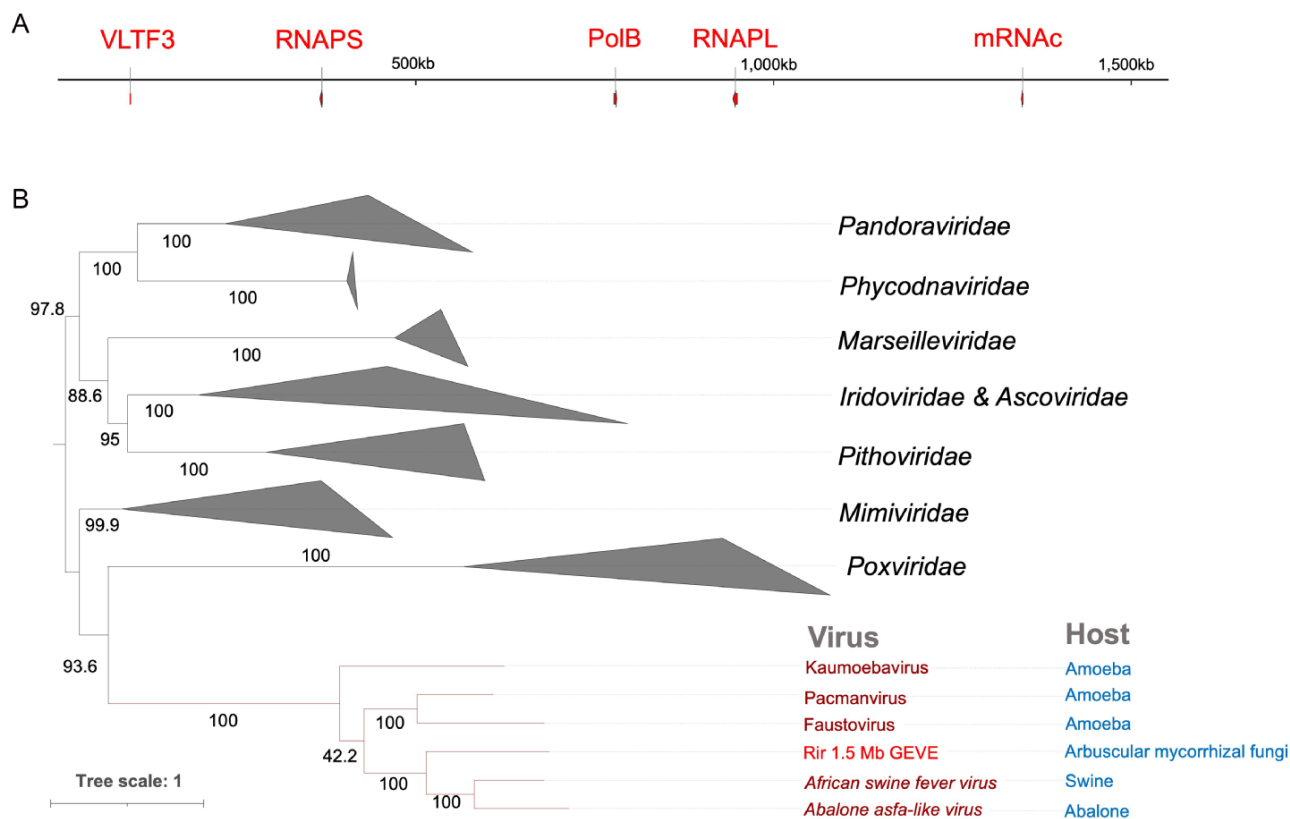 A
VLTF3 RNAPS PolB RNAPL mRNAc
500kb 1,000kb 1,500kb
B
Pandoraviridae
100
100
Phycodnaviridae
100
97.8
Marseilleviridae
100
88.6
Iridoviridae & Ascoviridae
100
95
Pithoviridae
100
Mimiviridae
99.9
100
Poxviridae
Virus Host
93.6
Kaumoebavirus Amoeba
Pacmanvirus Amoeba
100
100
Faustovirus Amoeba
42.2
Rir 1.5 Mb GEVE Arbuscular mycorrhizal fungi
100
African swine fever virus Swine
Tree scale: 1
100
Abalone asfa-like virus Abalone